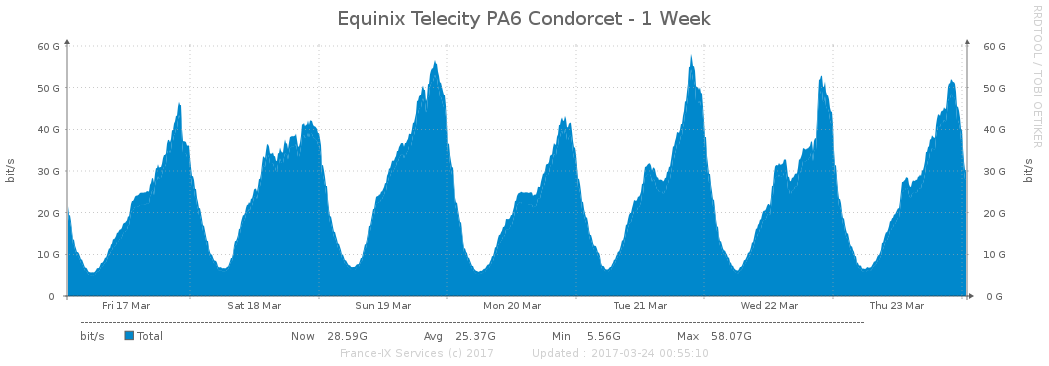 Equinix Telecity PA6 Condorcet - 1 Week
RRDTOOL / TOBI OETIKER
bit/s
60 G 60 G
50 G 50 G
40 G 40 G
30 G 30 G
20 G 20 G
10 G 10 G
0 0 G
bit/s
Fri 17 Mar Sat 18 Mar Sun 19 Mar Mon 20 Mar Tue 21 Mar Wed 22 Mar Thu 23 Mar
bit/s Total Now 28.59G Avg 25.37G Min 5.56G Max 58.07G
France-IX Services (c) 2017 Updated : 2017-03-24 00:55:10